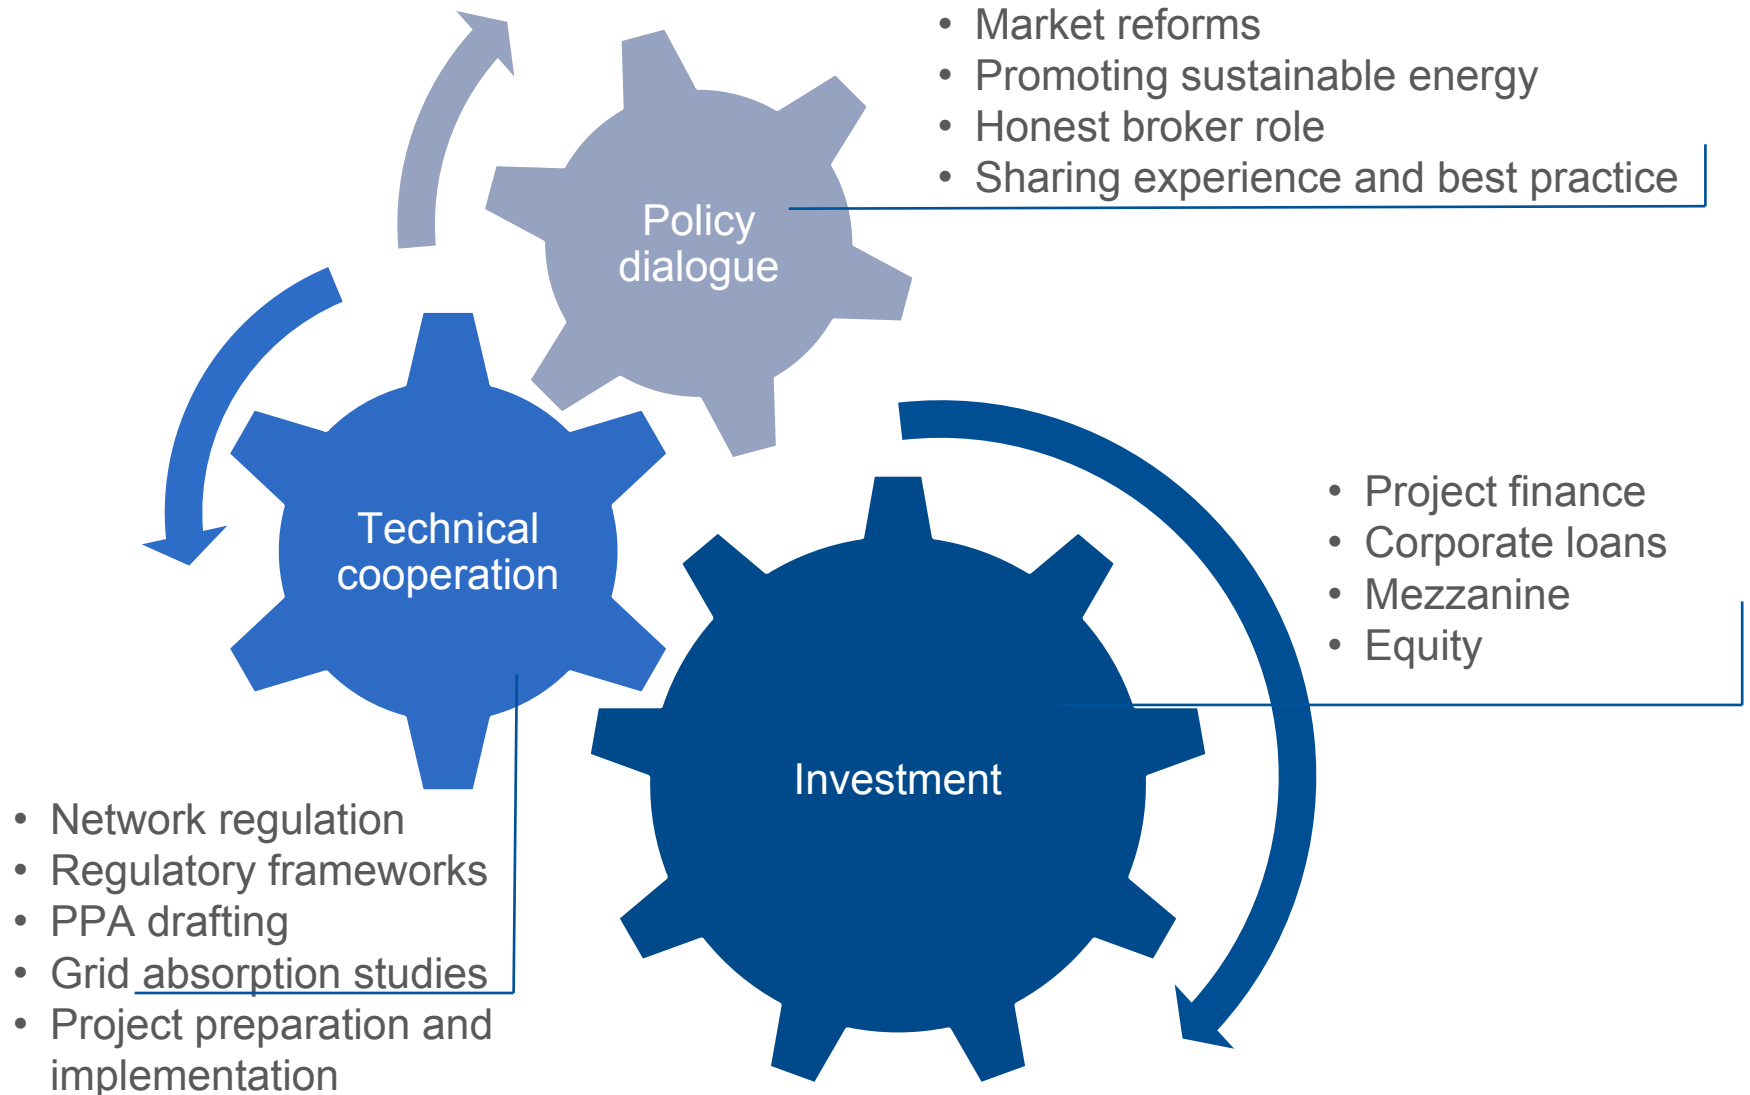 • Market reforms
• Promoting sustainable energy
• Honest broker role
• Sharing experience and best practice
Policy
dialogue
Technical
cooperation
• Project finance
• Corporate loans
• Mezzanine
• Equity
Investment
• Network regulation
• Regulatory frameworks
• PPA drafting
• Grid absorption studies
• Project preparation and
implementation